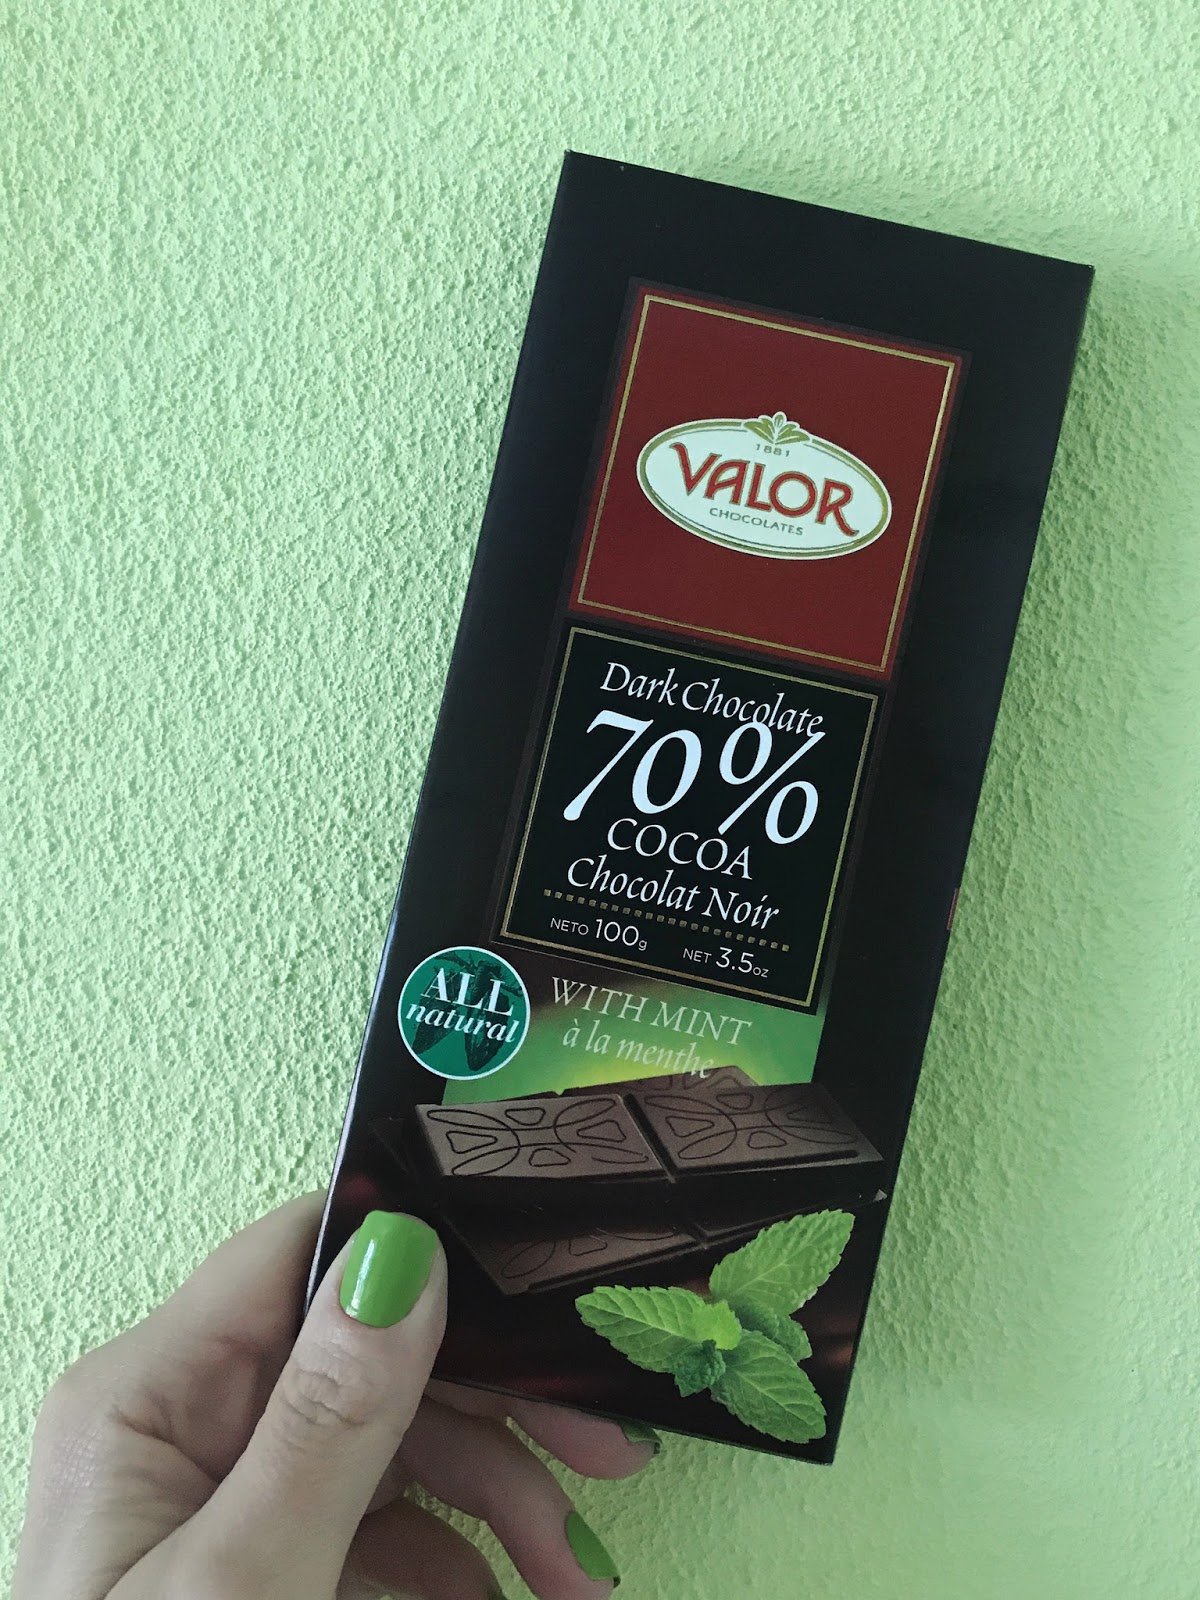 1881
VALOR
CHOCOLATES
Dark Chocolate
70%
COCOA
Chocolat Noir
NETO 100g NET 3.5oz
ALL
natural
WITH MINT
à la menthe